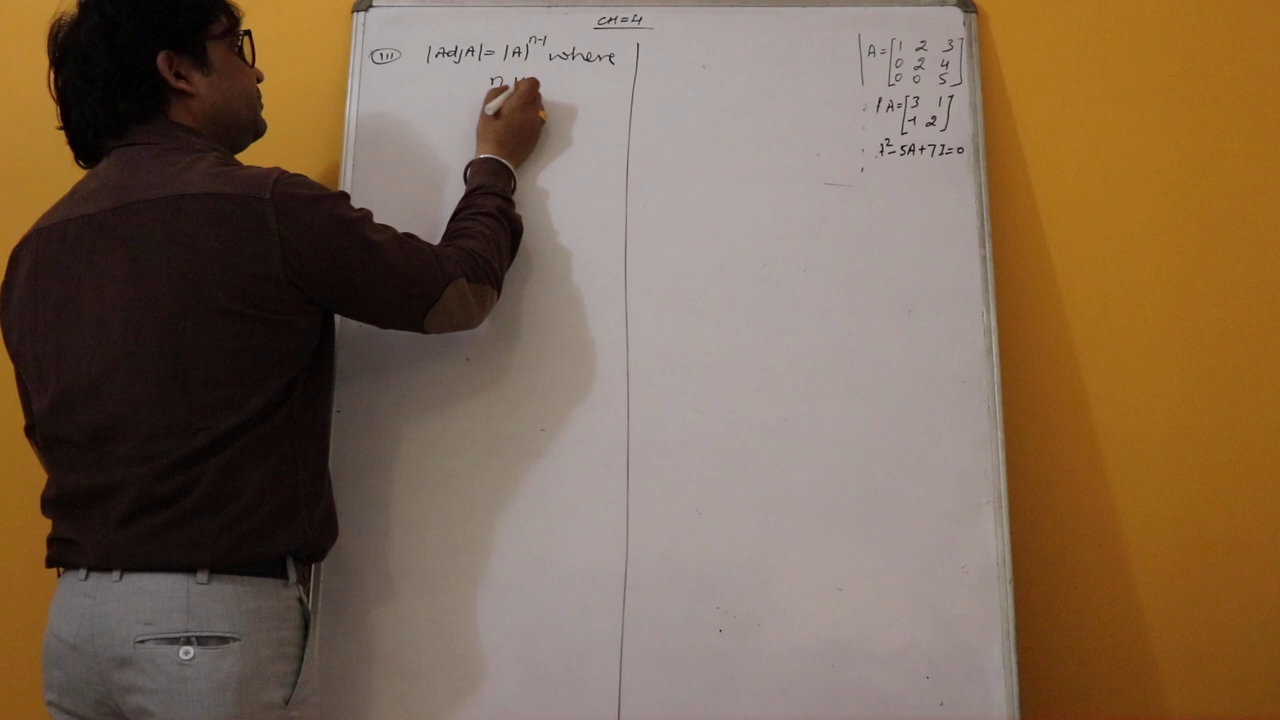 CH=4
(III) |AdjA| = |A|^{n-1} where
n
A = [1 2 3
0 2 4
0 0 5]
A = [3 1
-1 2]
A² - 5A + 7I = 0